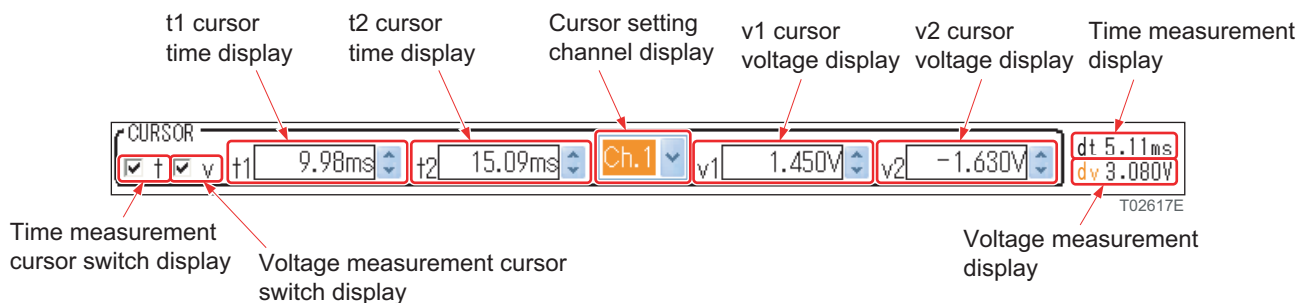 t1 cursor
time display
t2 cursor
time display
Cursor setting
channel display
v1 cursor
voltage display
v2 cursor
voltage display
Time measurement
display
CURSOR
t v t1 9.98ms t2 15.09ms Ch.1 v1 1.450V v2 -1.630V
dt 5.11ms
dv 3.080V
T02617E
Time measurement
cursor switch display
Voltage measurement cursor
switch display
Voltage measurement
display